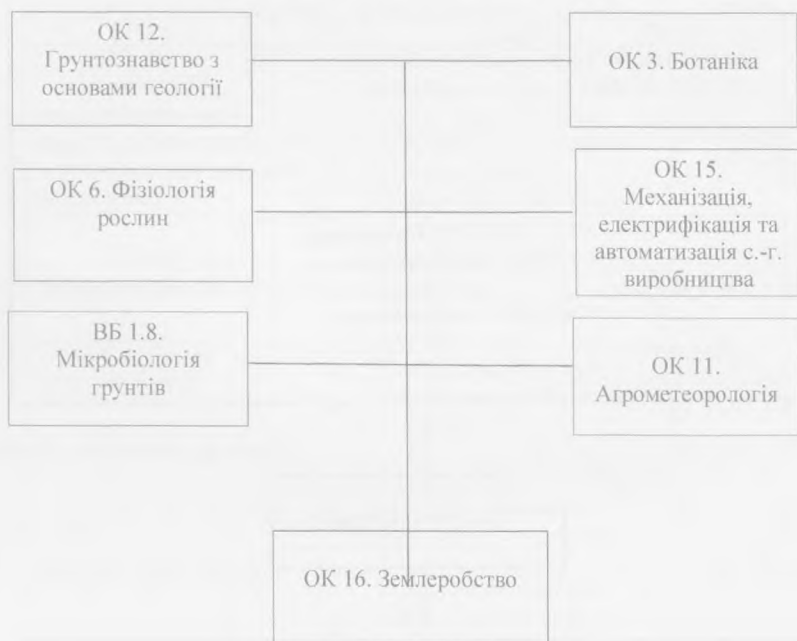 ОК 12.
Грунтознавство з
основами геології
ОК 3. Ботаніка
ОК 6. Фізіологія
рослин
ОК 15.
Механізація,
електрифікація та
автоматизація с.-г.
виробництва
ВБ 1.8.
Мікробіологія
грунтів
ОК 11.
Агрометеорологія
ОК 16. Землеробство